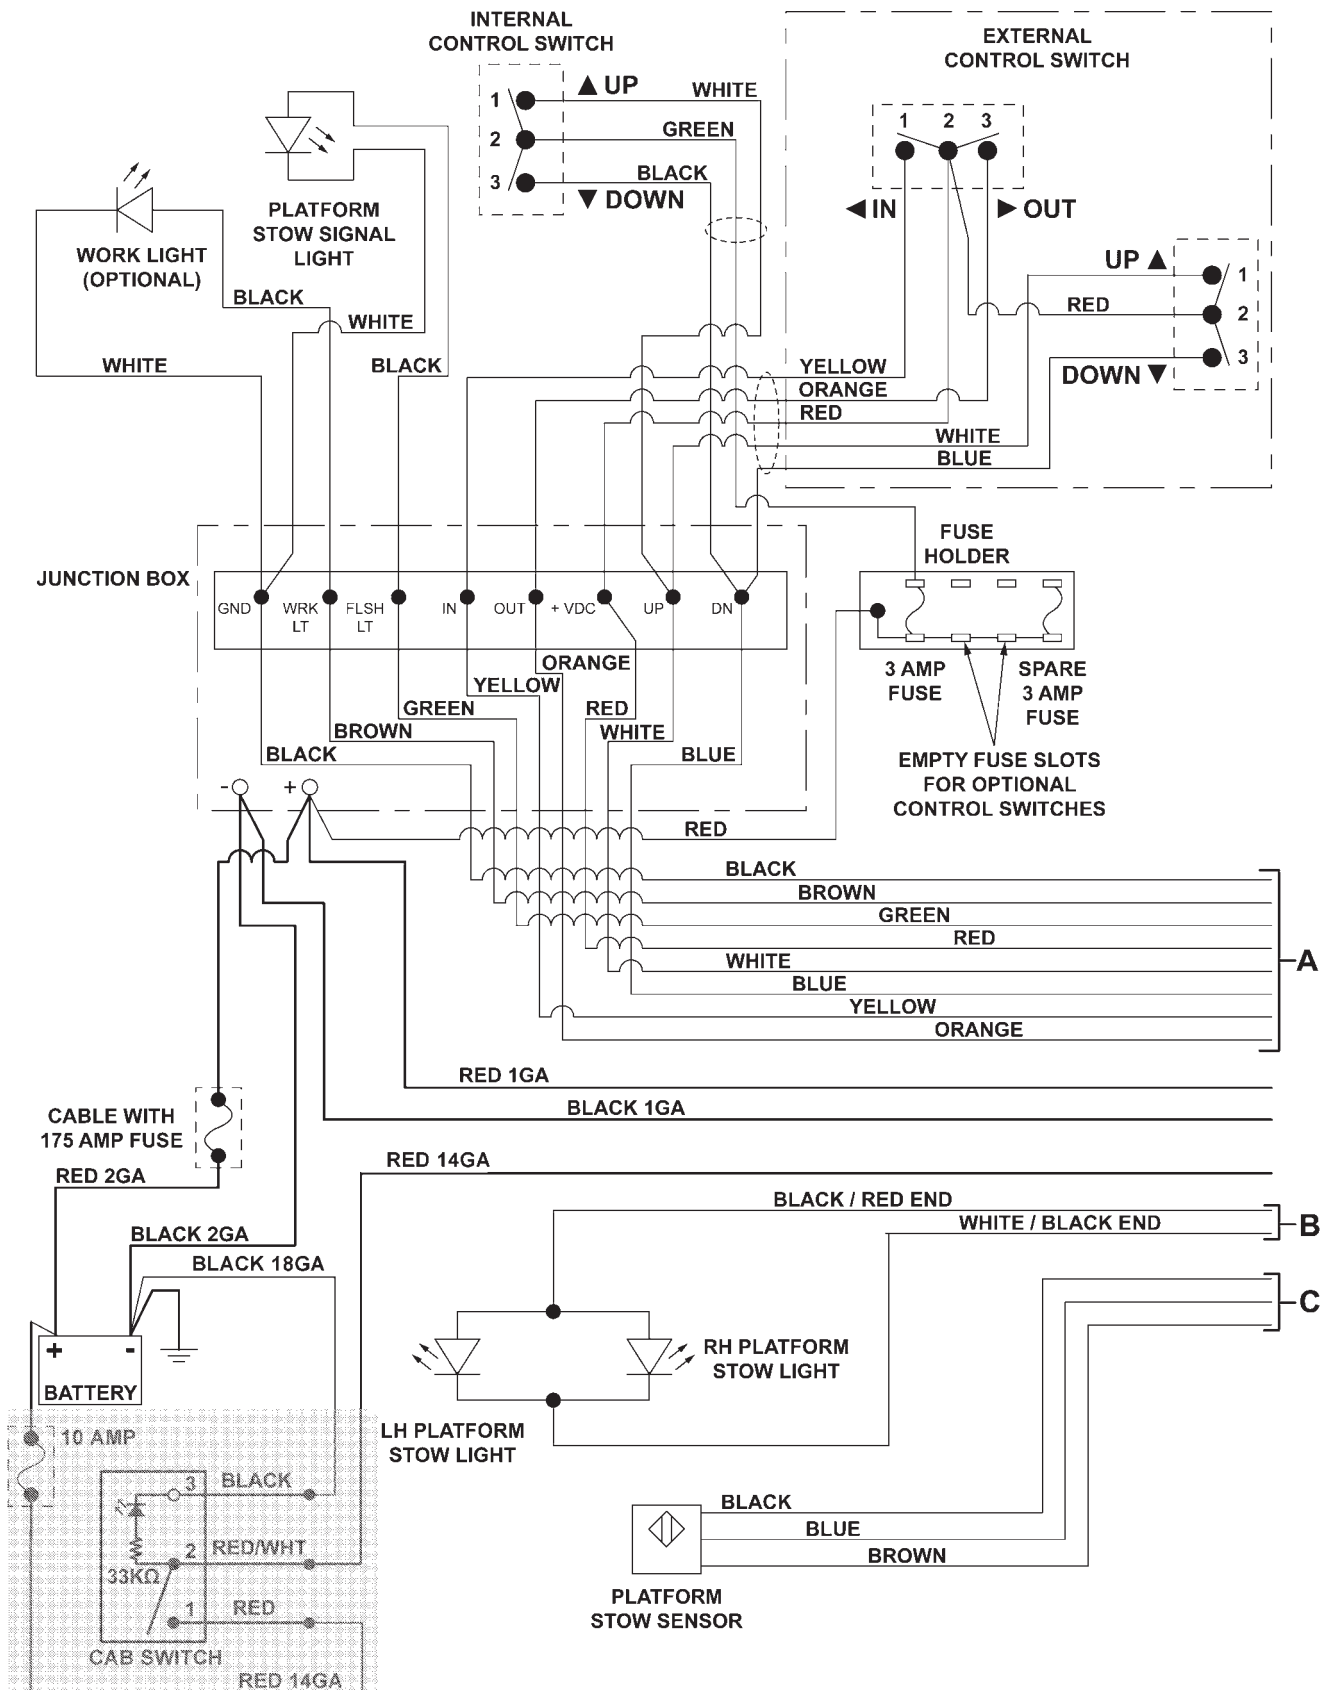 INTERNAL
CONTROL SWITCH
EXTERNAL
CONTROL SWITCH
▲ UP
WHITE
1
2
3
GREEN
BLACK
▼ DOWN
1 2 3
◀ IN
▶ OUT
PLATFORM
STOW SIGNAL
LIGHT
WORK LIGHT
(OPTIONAL)
UP ▲
1
2
3
RED
DOWN ▼
BLACK
WHITE
WHITE
BLACK
YELLOW
ORANGE
RED
WHITE
BLUE
FUSE
HOLDER
JUNCTION BOX
GND
WRK
LT
FLSH
LT
IN
OUT
+ VDC
UP
DN
3 AMP
FUSE
SPARE
3 AMP
FUSE
ORANGE
YELLOW
GREEN
RED
BROWN
WHITE
BLACK
BLUE
EMPTY FUSE SLOTS
FOR OPTIONAL
CONTROL SWITCHES
-
+
RED
BLACK
BROWN
GREEN
RED
WHITE
BLUE
YELLOW
ORANGE
A
RED 1GA
BLACK 1GA
CABLE WITH
175 AMP FUSE
RED 2GA
RED 14GA
BLACK / RED END
WHITE / BLACK END
B
BLACK 2GA
BLACK 18GA
C
+ -
BATTERY
RH PLATFORM
STOW LIGHT
LH PLATFORM
STOW LIGHT
10 AMP
3
BLACK
2
RED/WHT
33KΩ
1
RED
CAB SWITCH
RED 14GA
BLACK
BLUE
BROWN
PLATFORM
STOW SENSOR